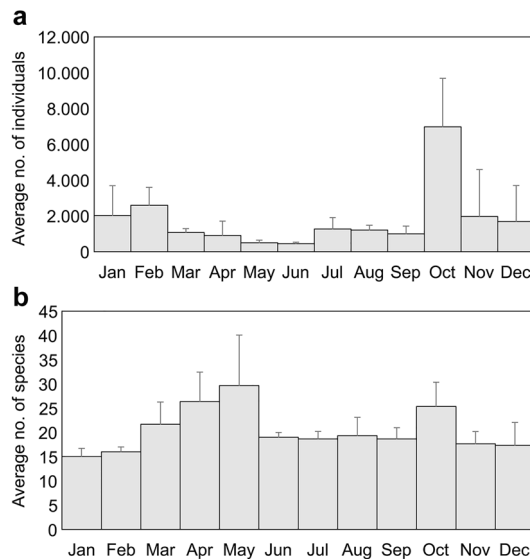 a
Average no. of individuals
12.000
10.000
8.000
6.000
4.000
2.000
0
Jan Feb Mar Apr May Jun Jul Aug Sep Oct Nov Dec
b
Average no. of species
45
40
35
30
25
20
15
10
5
0
Jan Feb Mar Apr May Jun Jul Aug Sep Oct Nov Dec